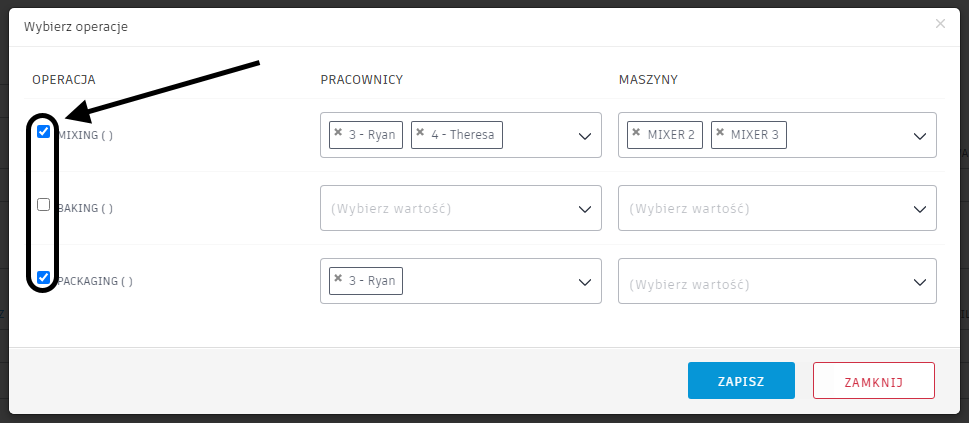 Wybierz operacje
OPERACJA PRACOWNICY MASZYNY
MIXING ( ) 3 - Ryan 4 - Theresa MIXER 2 MIXER 3
BAKING ( ) (Wybierz wartość) (Wybierz wartość)
PACKAGING ( ) 3 - Ryan (Wybierz wartość)
ZAPISZ ZAMKNIJ